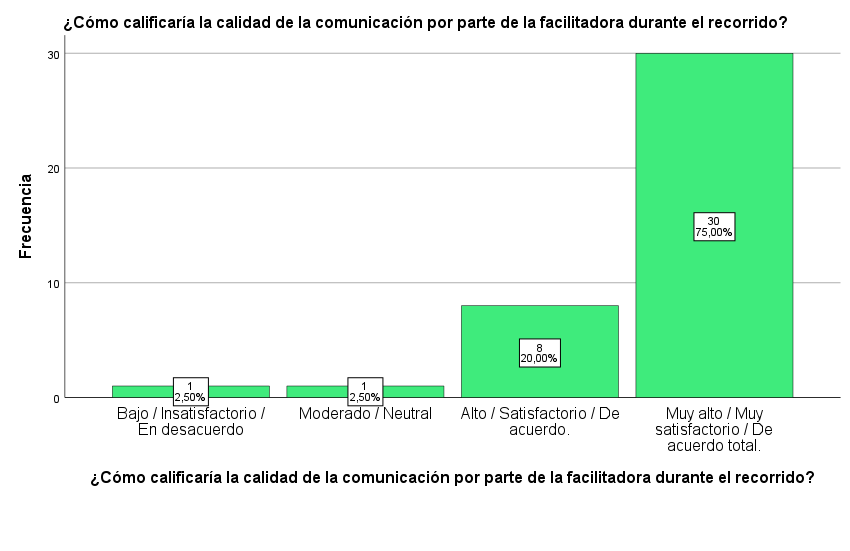 ¿Cómo calificaría la calidad de la comunicación por parte de la facilitadora durante el recorrido?
Frecuencia
30
20
10
0
1
2,50%
1
2,50%
8
20,00%
30
75,00%
Bajo / Insatisfactorio /
En desacuerdo
Moderado / Neutral
Alto / Satisfactorio / De
acuerdo.
Muy alto / Muy
satisfactorio / De
acuerdo total.
¿Cómo calificaría la calidad de la comunicación por parte de la facilitadora durante el recorrido?